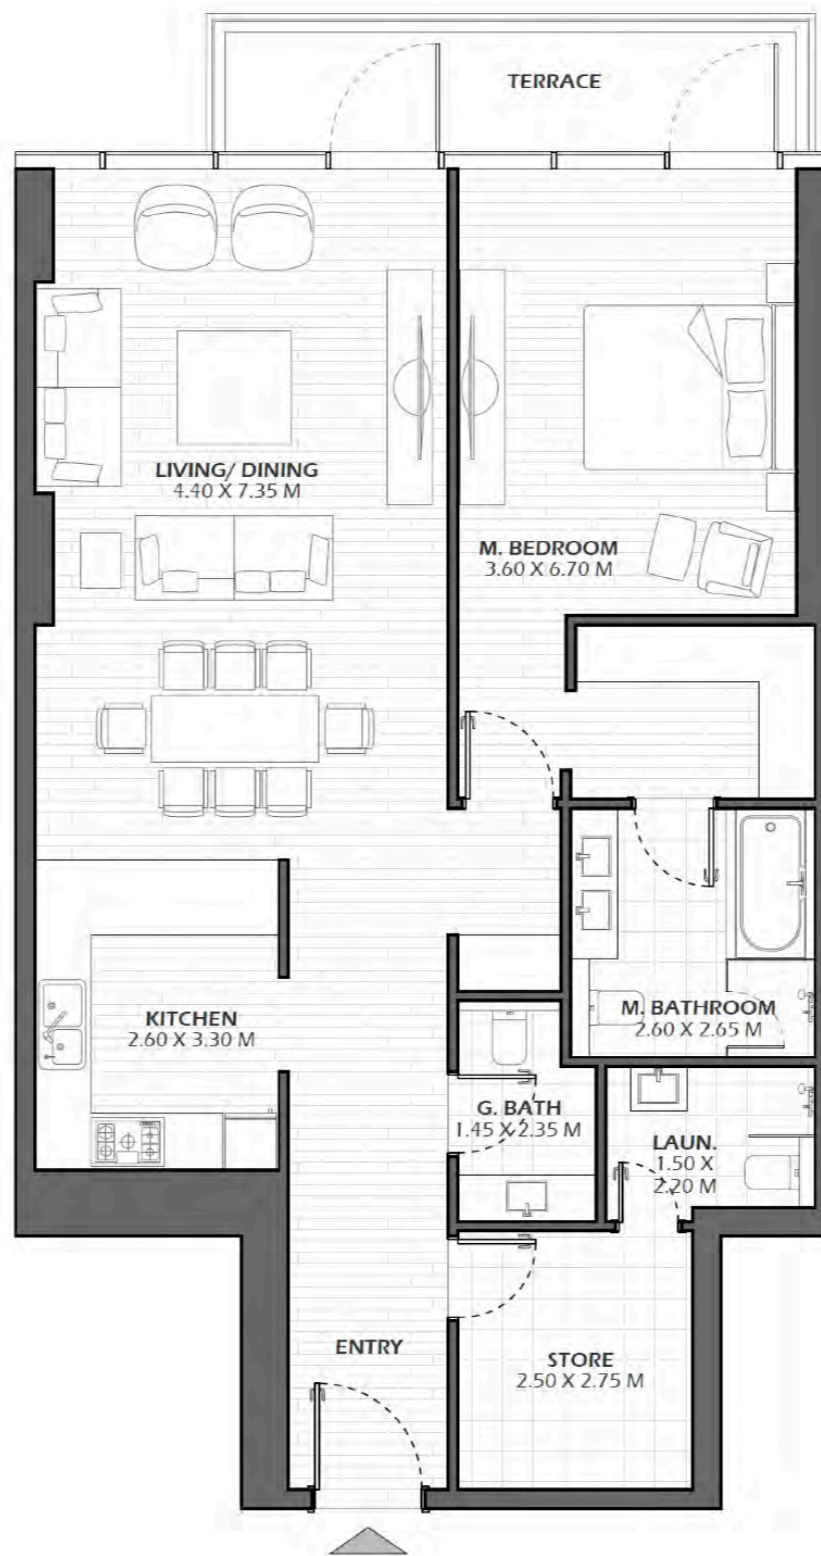 TERRACE
LIVING/ DINING
4.40 X 7.35 M
M. BEDROOM
3.60 X 6.70 M
KITCHEN
2.60 X 3.30 M
M. BATHROOM
2.60 X 2.65 M
G. BATH
1.45 X 2.35 M
LAUN.
1.50 X
2.20 M
ENTRY
STORE
2.50 X 2.75 M